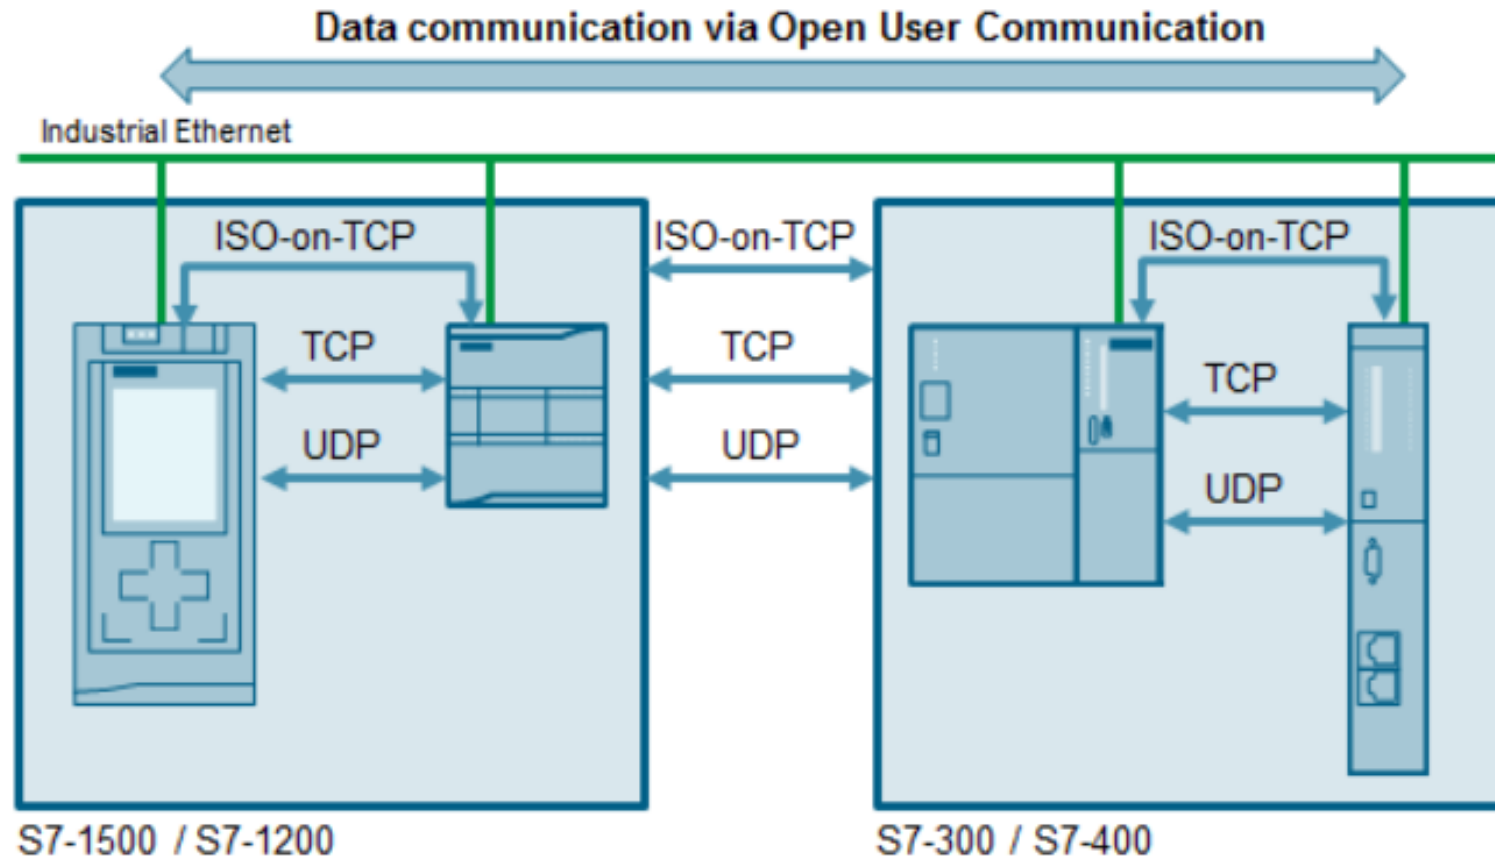 Data communication via Open User Communication
Industrial Ethernet
ISO-on-TCP
TCP
UDP
ISO-on-TCP
TCP
UDP
ISO-on-TCP
TCP
UDP
S7-1500 / S7-1200
S7-300 / S7-400